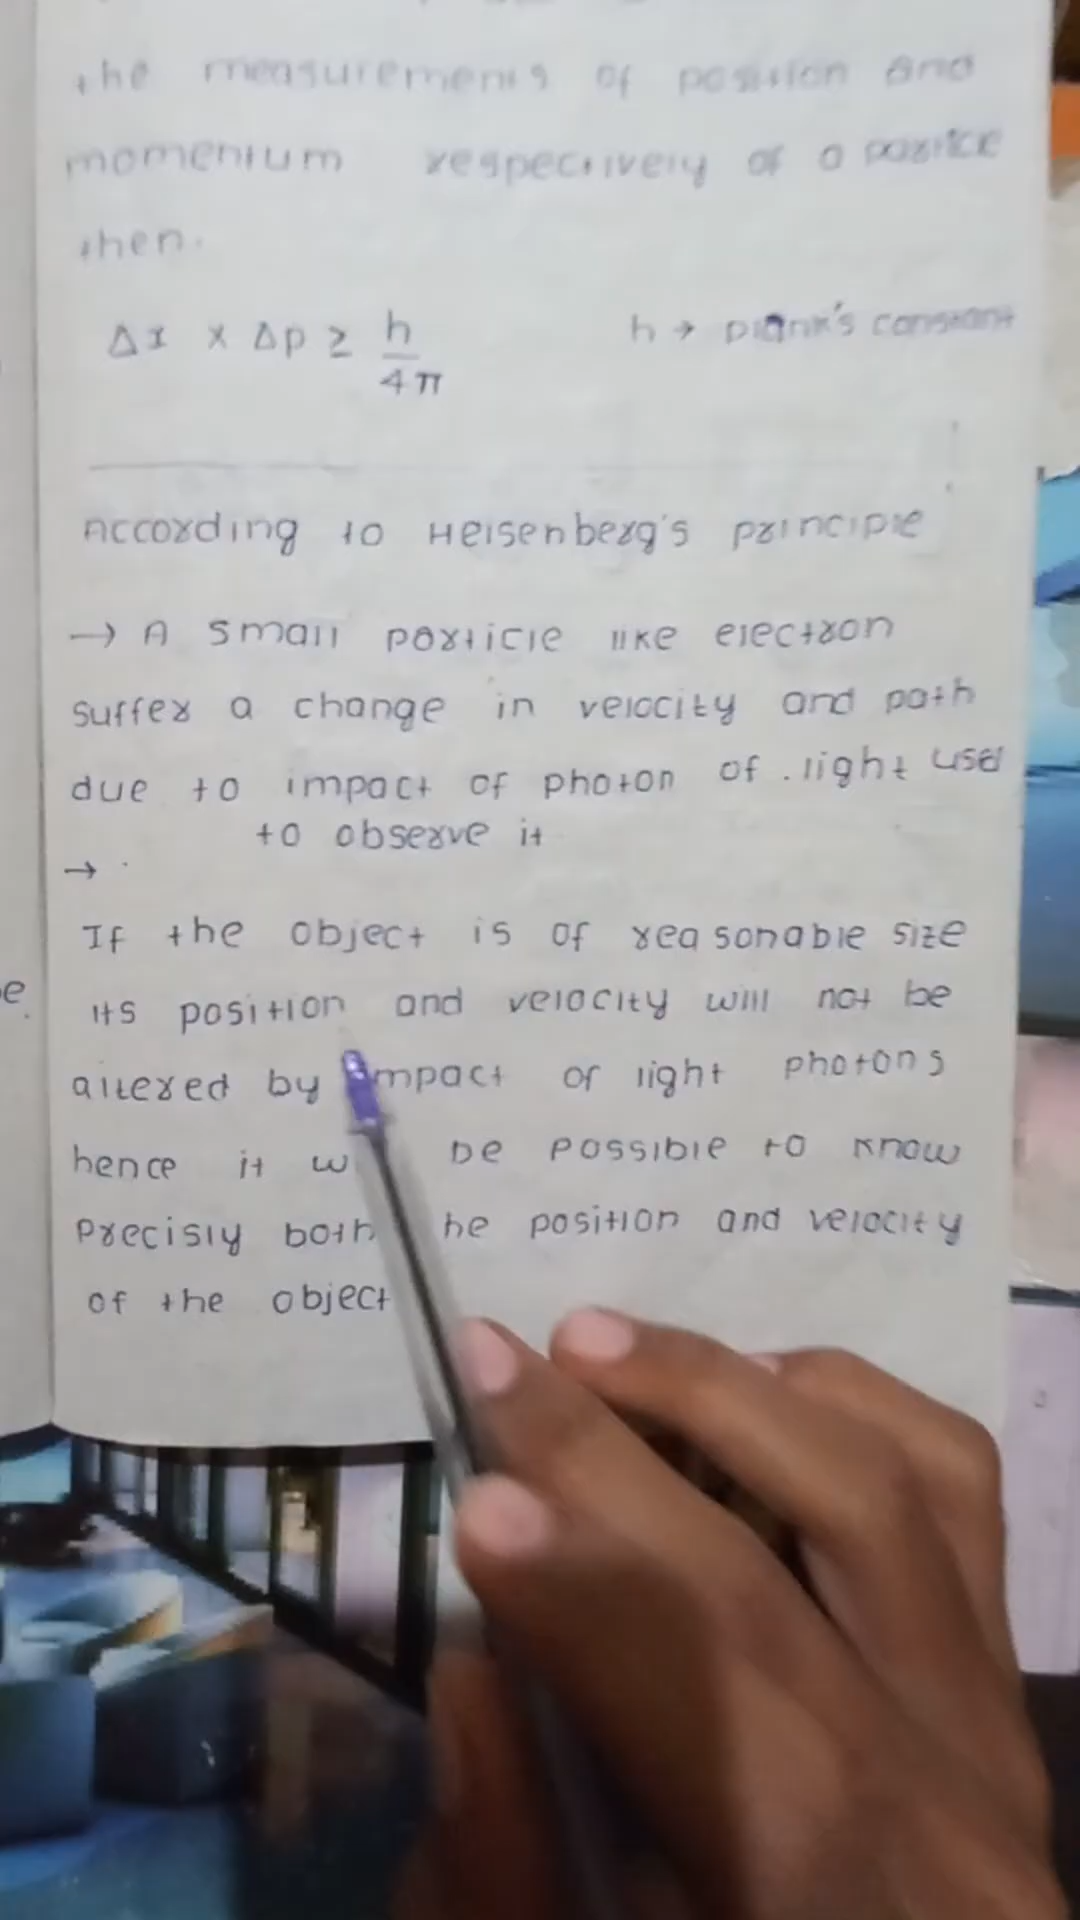 the measurements of position and
momentum respectively of a particle
then.
Δx × Δp ≥ h/4π h → plank's constant
According to Heisenberg's principle
→ A small particle like electron
suffer a change in velocity and path
due to impact of photon of light used
to observe it
→
If the object is of reasonable size
e.
its position and velocity will not be
altered by impact of light photons
hence it be possible to know
precisly both he position and velocity
of the object